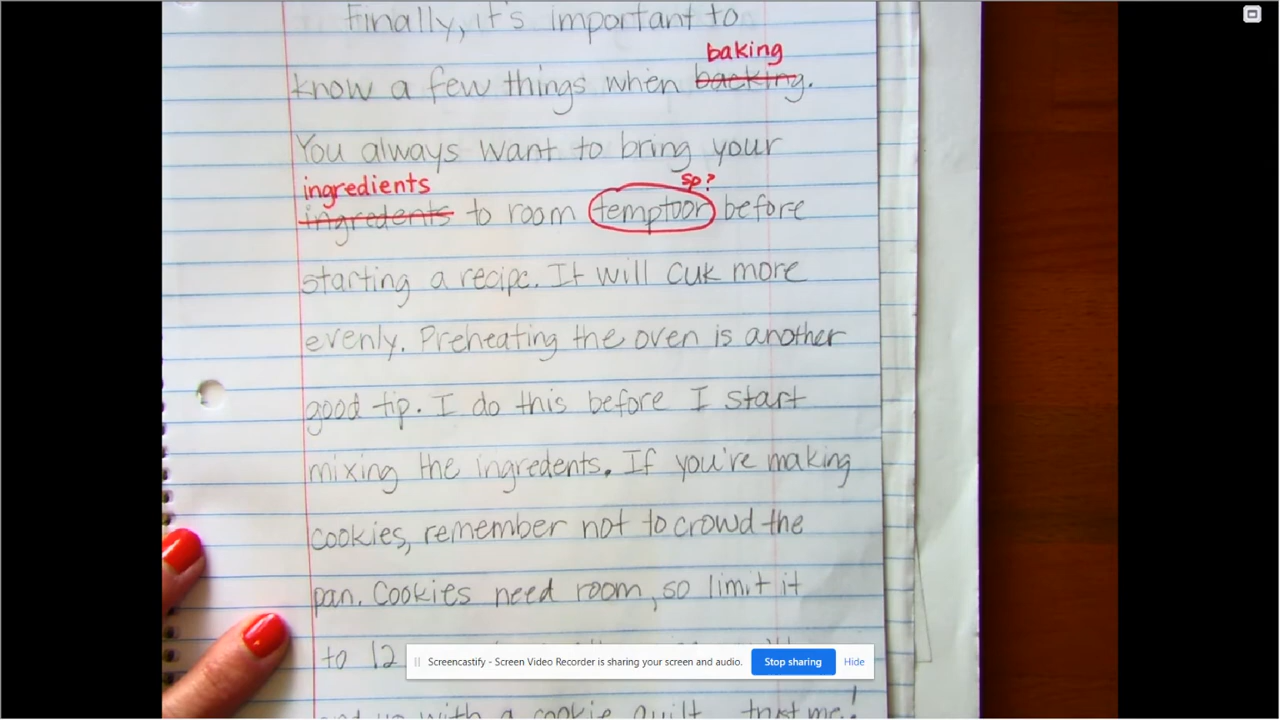 Finally, it's important to
baking
know a few things when backing.
You always want to bring your
ingredients sp?
ingredents to room temptoor before
starting a recipe. It will cuk more
evenly. Preheating the oven is another
good tip. I do this before I start
mixing the ingredents. If you're making
cookies, remember not to crowd the
pan. Cookies need room, so limit it
to 12
Screencastify - Screen Video Recorder is sharing your screen and audio. Stop sharing Hide
with a cookie quilt trust me!